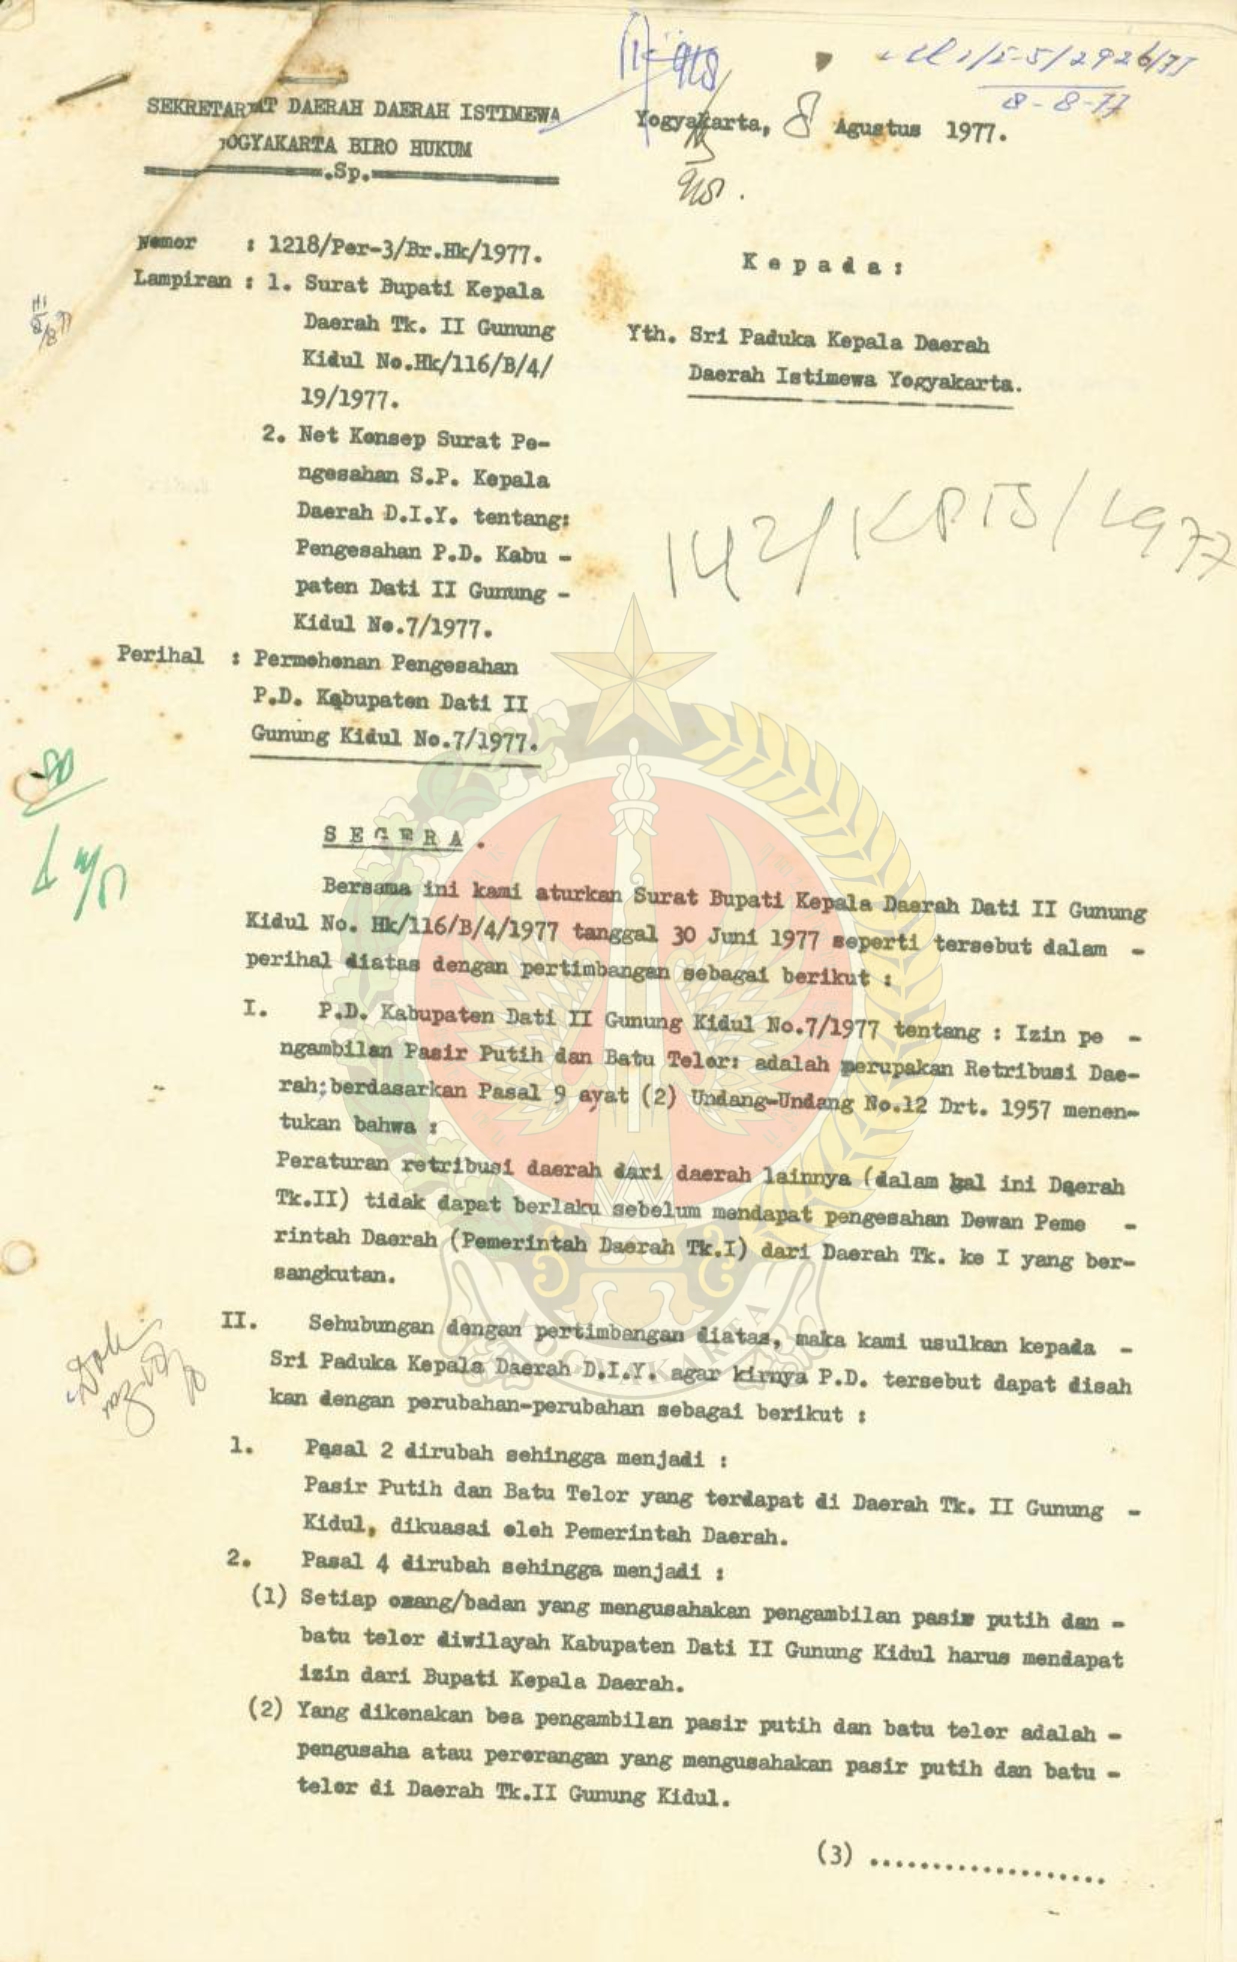 SEKRETARIAT DAERAH DAERAH ISTIMEWA
YOGYAKARTA BIRO HUKUM
.Sp.
2926/77
8-8-77
Yogyakarta, 8 Agustus 1977.
Nomor : 1218/Per-3/Br.Hk/1977.
Lampiran : 1. Surat Bupati Kepala
Daerah Tk. II Gunung
Kidul No.Hk/116/B/4/
19/1977.
2. Net Konsep Surat Pe-
ngesahan S.P. Kepala
Daerah D.I.Y. tentang:
Pengesahan P.D. Kabu -
paten Dati II Gunung -
Kidul No.7/1977.
Perihal : Permohonan Pengesahan
P.D. Kabupaten Dati II
Gunung Kidul No.7/1977.
K e p a d a :
Yth. Sri Paduka Kepala Daerah
Daerah Istimewa Yogyakarta.
142/KPTS/1977
S E G E R A .
Bersama ini kami aturkan Surat Bupati Kepala Daerah Dati II Gunung
Kidul No. Hk/116/B/4/1977 tanggal 30 Juni 1977 seperti tersebut dalam -
perihal diatas dengan pertimbangan sebagai berikut :
I. P.D. Kabupaten Dati II Gunung Kidul No.7/1977 tentang : Izin pe -
ngambilan Pasir Putih dan Batu Telor: adalah merupakan Retribusi Dae-
rah; berdasarkan Pasal 9 ayat (2) Undang-Undang No.12 Drt. 1957 menen-
tukan bahwa :
Peraturan retribusi daerah dari daerah lainnya (dalam hal ini Daerah
Tk.II) tidak dapat berlaku sebelum mendapat pengesahan Dewan Peme -
rintah Daerah (Pemerintah Daerah Tk.I) dari Daerah Tk. ke I yang ber-
sangkutan.
II. Sehubungan dengan pertimbangan diatas, maka kami usulkan kepada -
Sri Paduka Kepala Daerah D.I.Y. agar kirnya P.D. tersebut dapat disah
kan dengan perubahan-perubahan sebagai berikut :
1. Pasal 2 dirubah sehingga menjadi :
Pasir Putih dan Batu Telor yang terdapat di Daerah Tk. II Gunung -
Kidul, dikuasai oleh Pemerintah Daerah.
2. Pasal 4 dirubah sehingga menjadi :
(1) Setiap orang/badan yang mengusahakan pengambilan pasir putih dan -
batu telor diwilayah Kabupaten Dati II Gunung Kidul harus mendapat
izin dari Bupati Kepala Daerah.
(2) Yang dikenakan bea pengambilan pasir putih dan batu telor adalah -
pengusaha atau perorangan yang mengusahakan pasir putih dan batu -
telor di Daerah Tk.II Gunung Kidul.
(3) ...................
YOGYAKARTA